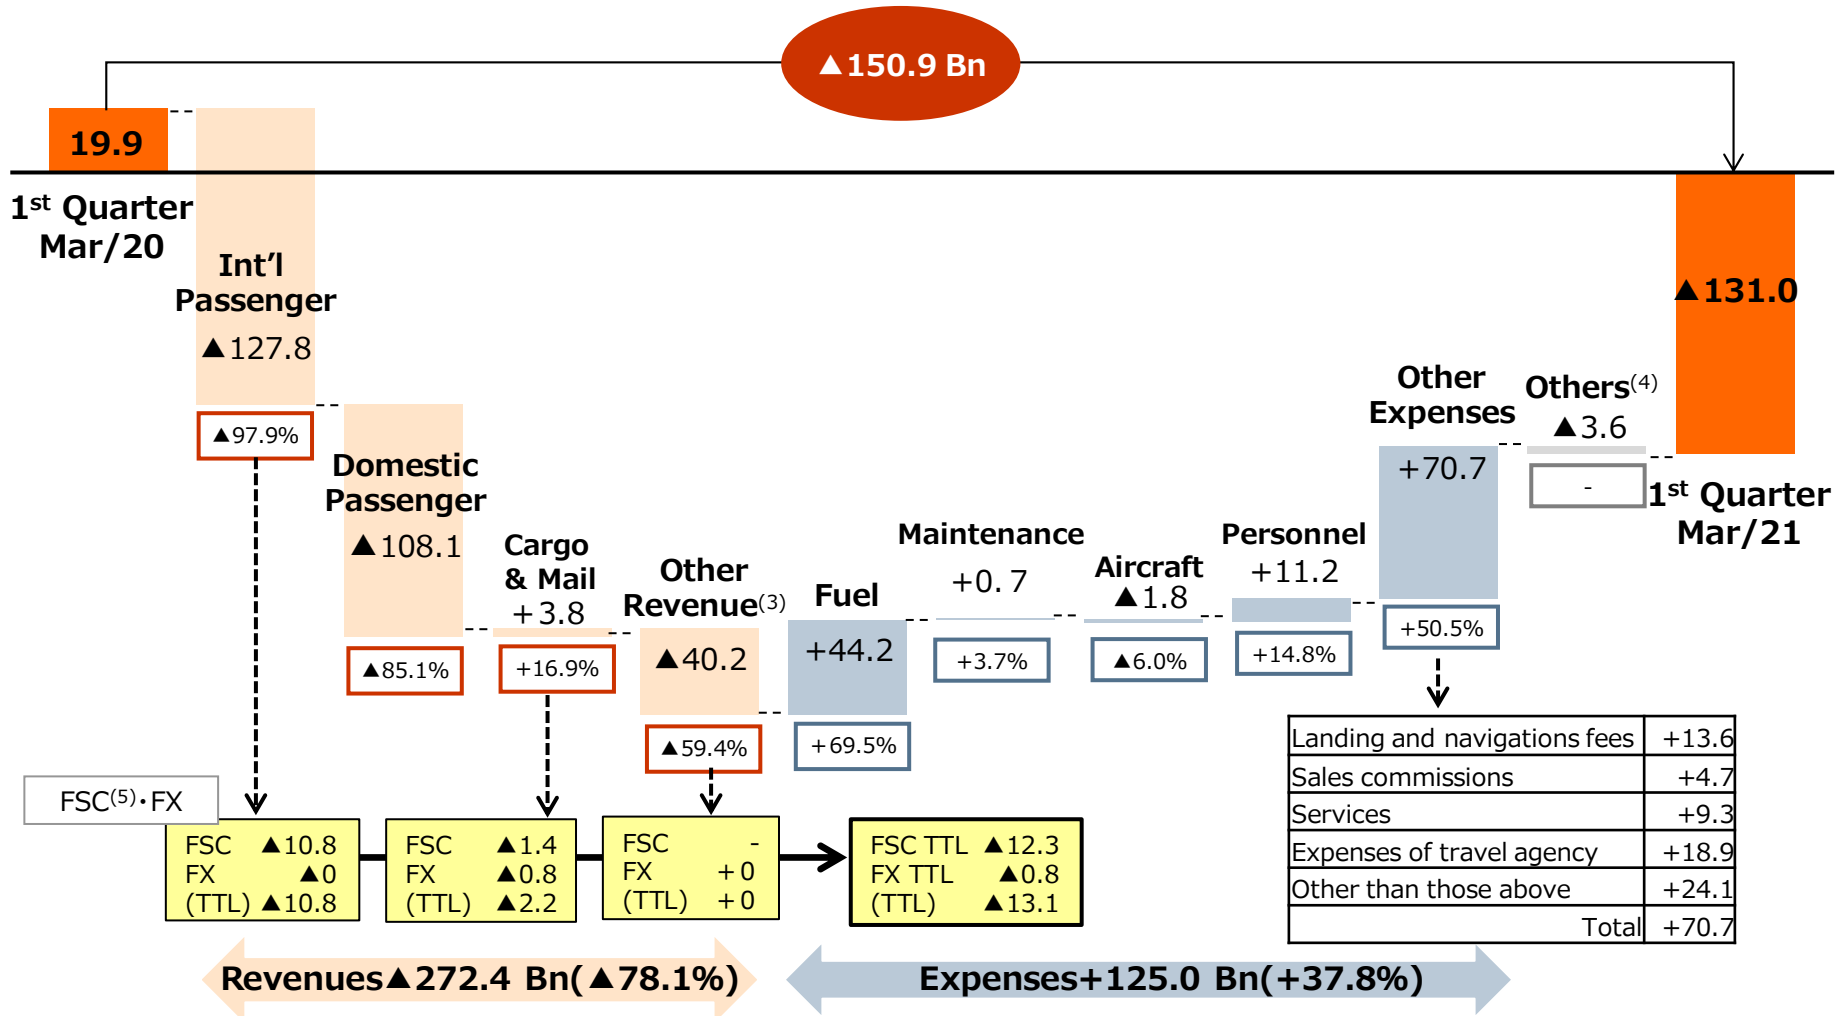 ▲150.9 Bn
19.9
1st Quarter
Mar/20
Int'l
Passenger
▲127.8
▲97.9%
Domestic
Passenger
▲108.1
▲85.1%
Cargo
& Mail
+3.8
+16.9%
Other
Revenue(3)
▲40.2
▲59.4%
Fuel
+44.2
+69.5%
Maintenance
+0.7
+3.7%
Aircraft
▲1.8
▲6.0%
Personnel
+11.2
+14.8%
Other
Expenses
+70.7
+50.5%
Others(4)
▲3.6
-
▲131.0
1st Quarter
Mar/21
Landing and navigations fees +13.6
Sales commissions +4.7
Services +9.3
Expenses of travel agency +18.9
Other than those above +24.1
Total +70.7
FSC(5)・FX
FSC ▲10.8
FX ▲0
(TTL) ▲10.8
FSC ▲1.4
FX ▲0.8
(TTL) ▲2.2
FSC -
FX +0
(TTL) +0
FSC TTL ▲12.3
FX TTL ▲0.8
(TTL) ▲13.1
Revenues▲272.4 Bn(▲78.1%)
Expenses+125.0 Bn(+37.8%)